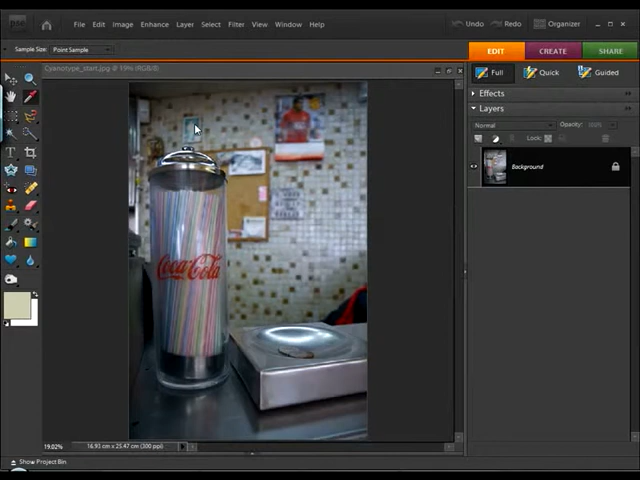 pse
File Edit Image Enhance Layer Select Filter View Window Help
Undo Redo Organizer
Sample Size: Point Sample
EDIT CREATE SHARE
Cyanotype_start.jpg @ 19% (RGB/8)
Full Quick Guided
Effects
Layers
Normal Opacity:
Lock:
Background
T
Coca-Cola
19.02% 16.93 cm x 25.47 cm (300 ppi)
Show Project Bin